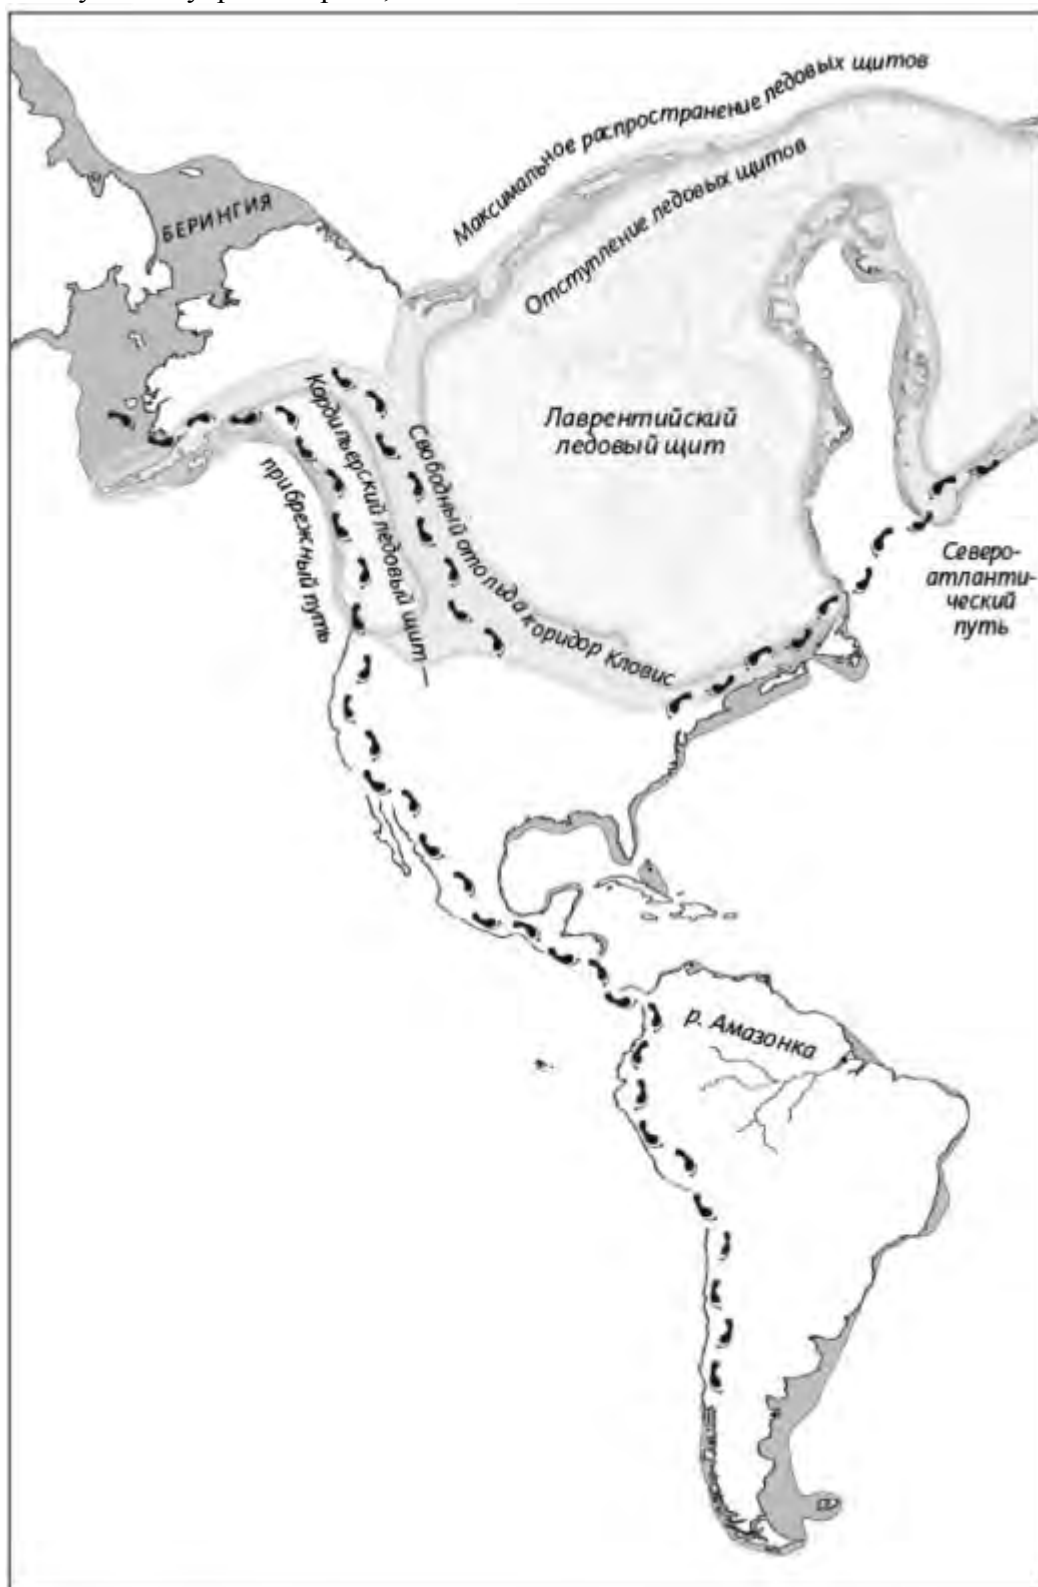 Максимальное распространение ледовых щитов
Отступление ледовых щитов
БЕРИНГИЯ
Лаврентийский
ледовый щит
Кордильерский ледовый щит
Свободный ото льда коридор Кловис
прибрежный путь
Северо-
атланти-
ческий
путь
р. Амазонка